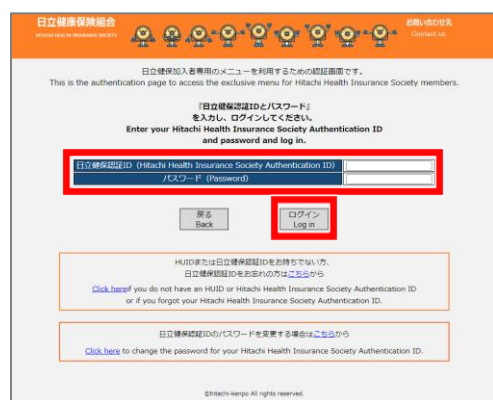 日立健康保険組合
HITACHI HEALTH INSURANCE SOCIETY
お問い合わせ先
Contact us
日立健保加入者専用のメニューを利用するための認証画面です。
This is the authentication page to access the exclusive menu for Hitachi Health Insurance Society members.
『日立健保認証IDとパスワード』
を入力し、ログインしてください。
Enter your Hitachi Health Insurance Society Authentication ID
and password and log in.
日立健保認証ID（Hitachi Health Insurance Society Authentication ID）
パスワード（Password）
戻る
Back
ログイン
Log in
HUIDまたは日立健保認証IDをお持ちでない方、
日立健保認証IDをお忘れの方はこちらから
Click hereif you do not have an HUID or Hitachi Health Insurance Society Authentication ID
or if you forgot your Hitachi Health Insurance Society Authentication ID.
日立健保認証IDのパスワードを変更する場合はこちらから
Click here to change the password for your Hitachi Health Insurance Society Authentication ID.
©hitachi-kenpo All rights reserved.